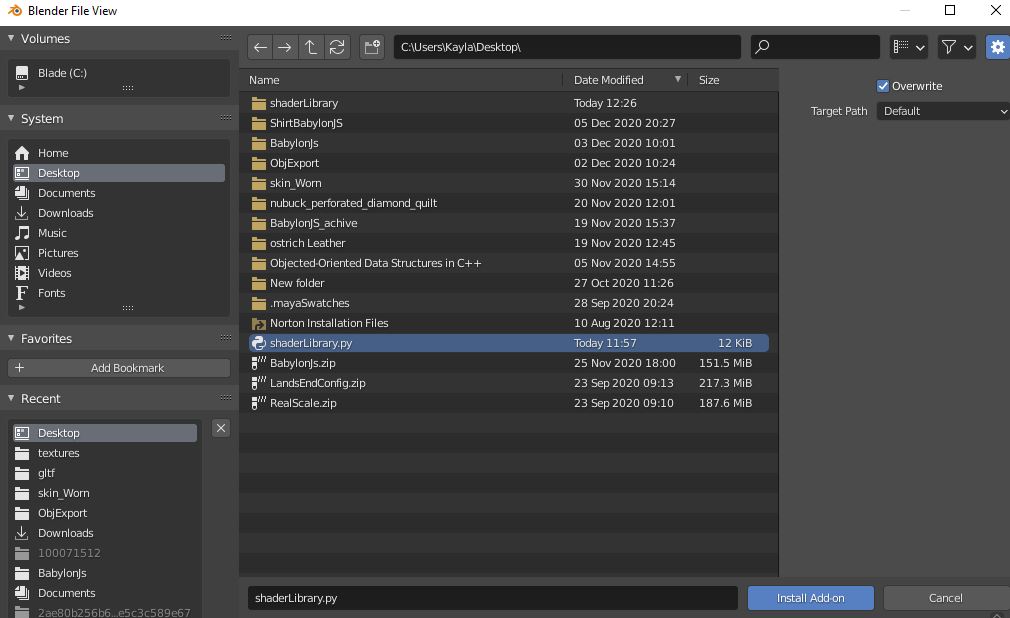 Blender File View
Volumes
Blade (C:)
System
Home
Desktop
Documents
Downloads
Music
Pictures
Videos
Fonts
Favorites
Add Bookmark
Recent
Desktop
textures
gltf
skin_Worn
ObjExport
Downloads
100071512
BabylonJs
Documents
2ae80b256b6...e5c3c589e67
C:\Users\Kayla\Desktop\
Name Date Modified Size
shaderLibrary Today 12:26
ShirtBabylonJS 05 Dec 2020 20:27
BabylonJs 03 Dec 2020 10:01
ObjExport 02 Dec 2020 10:24
skin_Worn 30 Nov 2020 15:14
nubuck_perforated_diamond_quilt 20 Nov 2020 12:01
BabylonJS_achive 19 Nov 2020 15:37
ostrich Leather 19 Nov 2020 12:45
Objected-Oriented Data Structures in C++ 05 Nov 2020 14:55
New folder 27 Oct 2020 11:26
.mayaSwatches 28 Sep 2020 20:24
Norton Installation Files 10 Aug 2020 12:11
shaderLibrary.py Today 11:57 12 KiB
BabylonJs.zip 25 Nov 2020 18:00 151.5 MiB
LandsEndConfig.zip 23 Sep 2020 09:13 217.3 MiB
RealScale.zip 23 Sep 2020 09:10 187.6 MiB
Overwrite
Target Path Default
shaderLibrary.py
Install Add-on
Cancel